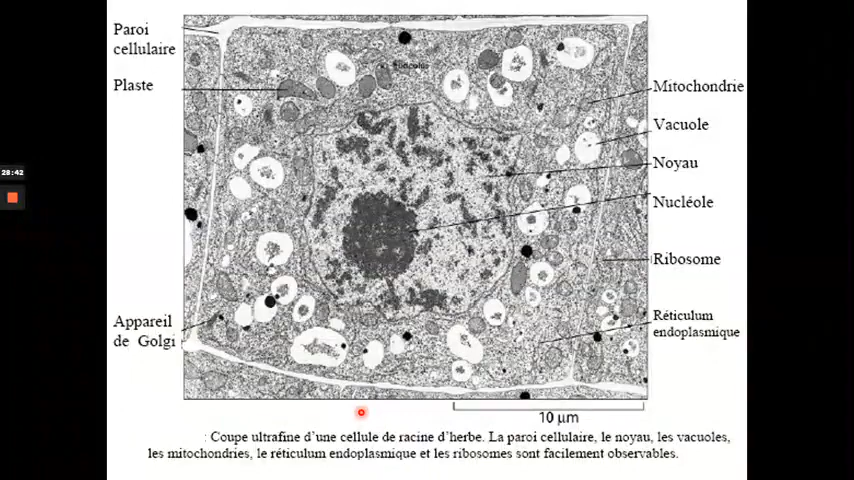 Paroi
cellulaire
Plaste
Mitochondrie
Vacuole
Noyau
28:42
Nucléole
Ribosome
Appareil
de Golgi
Réticulum
endoplasmique
10 µm
: Coupe ultrafine d'une cellule de racine d'herbe. La paroi cellulaire, le noyau, les vacuoles,
les mitochondries, le réticulum endoplasmique et les ribosomes sont facilement observables.